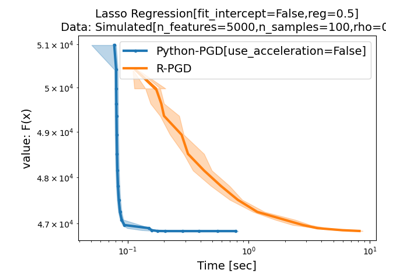 Lasso Regression[fit_intercept=False,reg=0.5]
Data: Simulated[n_features=5000,n_samples=100,rho=0
Python-PGD[use_acceleration=False]
R-PGD
value: F(x)
5.1 × 10⁴
5 × 10⁴
4.9 × 10⁴
4.8 × 10⁴
4.7 × 10⁴
10⁻¹ 10⁰ 10¹
Time [sec]